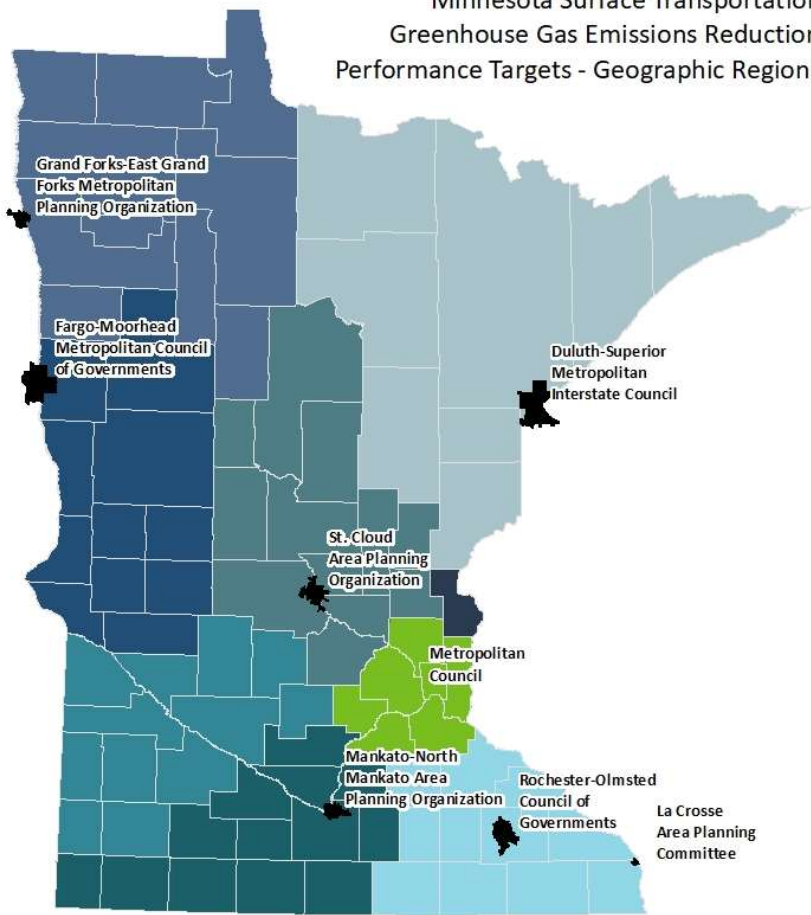 Minnesota Surface Transportation
Greenhouse Gas Emissions Reduction
Performance Targets - Geographic Region
Grand Forks-East Grand
Forks Metropolitan
Planning Organization
Fargo-Moorhead
Metropolitan Council
of Governments
Duluth-Superior
Metropolitan
Interstate Council
St. Cloud
Area Planning
Organization
Metropolitan
Council
Mankato-North
Mankato Area
Planning Organization
Rochester-Olmsted
Council of
Governments
La Crosse
Area Planning
Committee